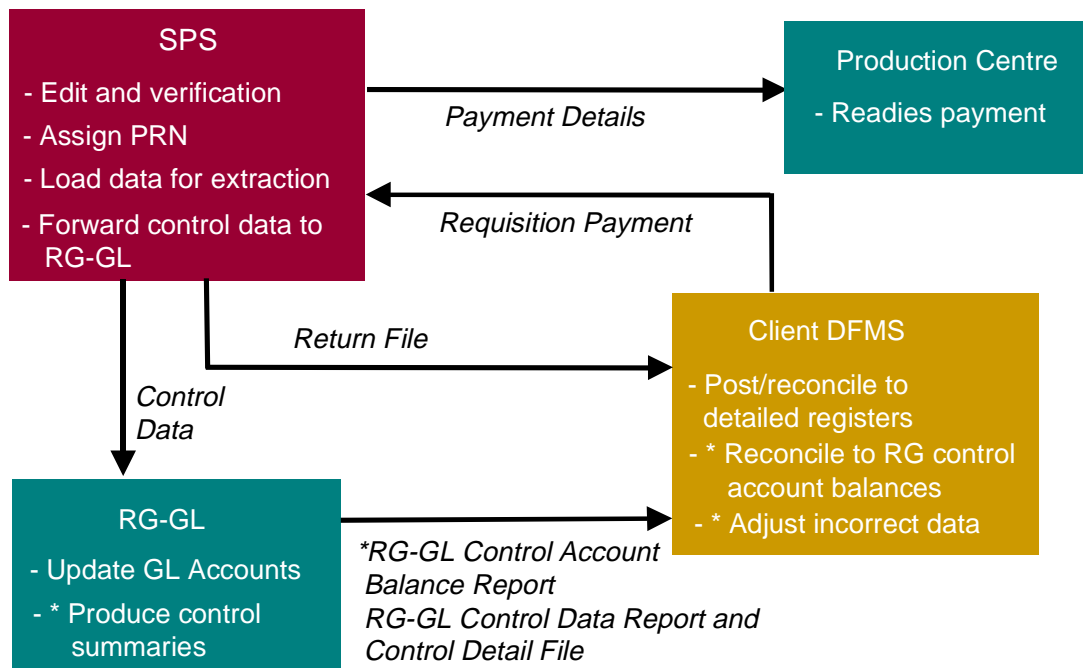 SPS
- Edit and verification
- Assign PRN
- Load data for extraction
- Forward control data to
RG-GL
Payment Details
Production Centre
- Readies payment
Requisition Payment
Return File
Client DFMS
- Post/reconcile to
detailed registers
- * Reconcile to RG control
account balances
- * Adjust incorrect data
Control
Data
RG-GL
- Update GL Accounts
- * Produce control
summaries
*RG-GL Control Account
Balance Report
RG-GL Control Data Report and
Control Detail File